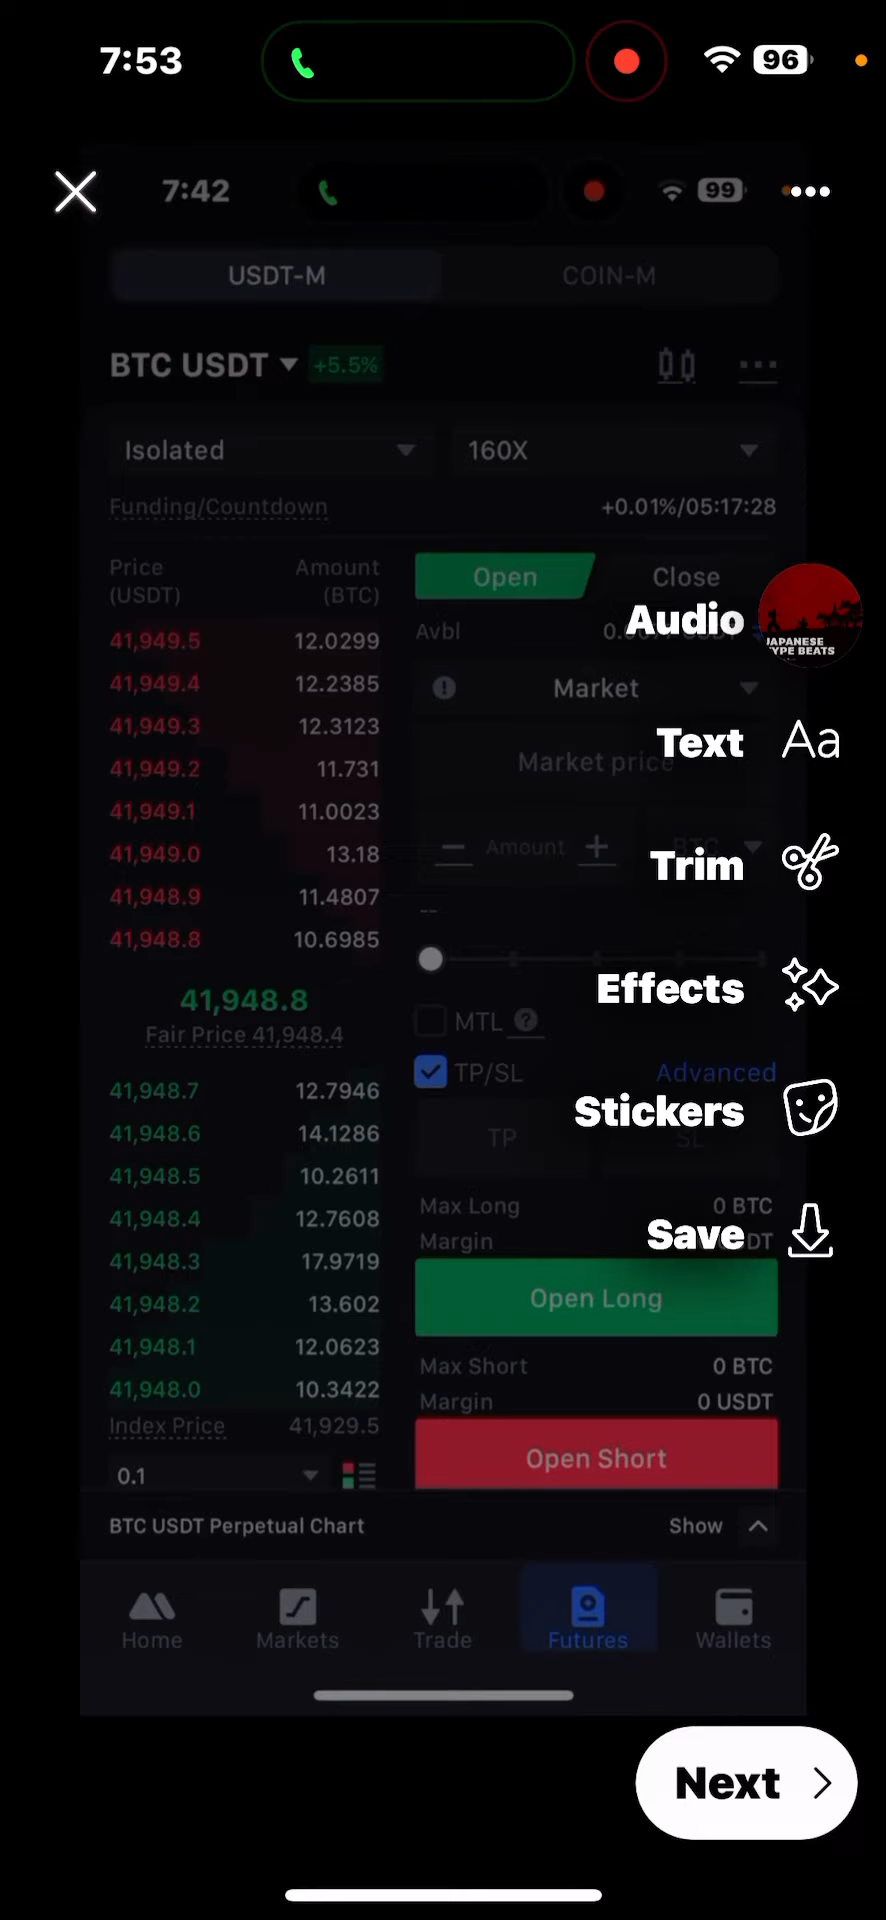 7:53
96
7:42
99
USDT-M
COIN-M
BTC USDT
+5.5%
Isolated
160X
Funding/Countdown
+0.01%/05:17:28
Price
(USDT)
Amount
(BTC)
Open
Close
Avbl
Audio
JAPANESE
TYPE BEATS
41,949.5 12.0299
41,949.4 12.2385
41,949.3 12.3123
41,949.2 11.731
41,949.1 11.0023
41,949.0 13.18
41,948.9 11.4807
41,948.8 10.6985
Market
Market price
Text
Aa
Amount
BTC
Trim
--
Effects
41,948.8
Fair Price 41,948.4
MTL
TP/SL
Advanced
Stickers
TP
SL
41,948.7 12.7946
41,948.6 14.1286
41,948.5 10.2611
41,948.4 12.7608
41,948.3 17.9719
41,948.2 13.602
41,948.1 12.0623
41,948.0 10.3422
Max Long
0 BTC
Margin
Save
Open Long
Max Short
0 BTC
Margin
0 USDT
Open Short
Index Price
41,929.5
0.1
BTC USDT Perpetual Chart
Show
Home
Markets
Trade
Futures
Wallets
Next